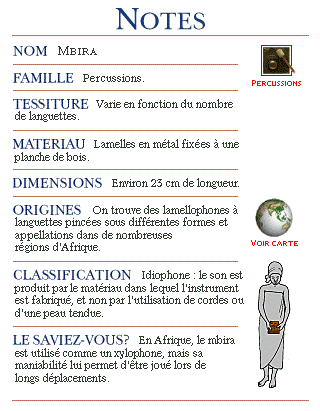 NOTES
NOM Mbira
PERCUSSIONS
FAMILLE Percussions.
TESSITURE Varie en fonction du nombre
de languettes.
MATERIAU Lamelles en métal fixées à une
planche de bois.
DIMENSIONS Environ 23 cm de longueur.
ORIGINES On trouve des lamellophones à
languettes pincées sous différentes formes et
appellations dans de nombreuses
régions d'Afrique.
VOIR CARTE
CLASSIFICATION Idiophone : le son est
produit par le matériau dans lequel l'instrument
est fabriqué, et non par l'utilisation de cordes ou
d'une peau tendue.
LE SAVIEZ-VOUS? En Afrique, le mbira
est utilisé comme un xylophone, mais sa
maniabilité lui permet d'être joué lors de
longs déplacements.